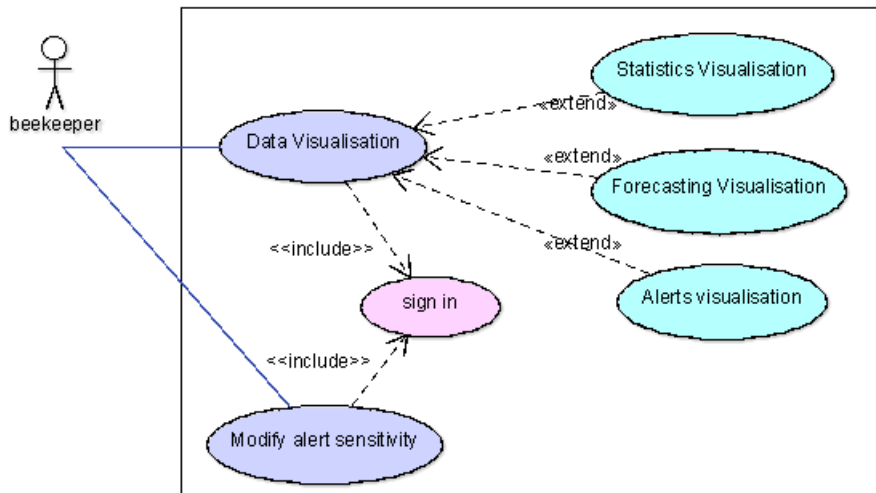 Statistics Visualisation
beekeeper
«extend»
Data Visualisation
«extend»
Forecasting Visualisation
<<include>>
«extend»
sign in
Alerts visualisation
<<include>>
Modify alert sensitivity